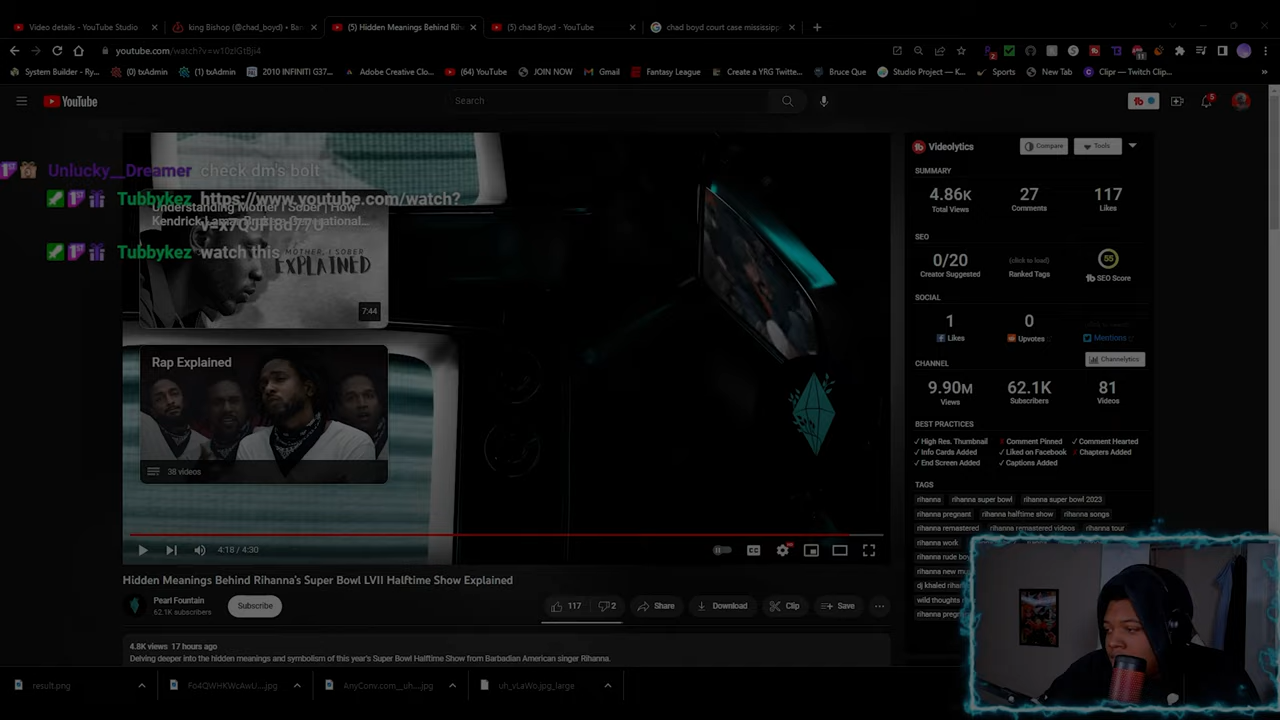 Video details - YouTube Studio
king Bishop (@chad_boyd) • Ba
(5) Hidden Meanings Behind Rih
(5) chad Boyd - YouTube
chad boyd court case mississipp
youtube.com/watch?v=w10zIGtBji4
System Builder - Ry...
(0) txAdmin
(1) txAdmin
2010 INFINITI G37...
Adobe Creative Clo...
(64) YouTube
JOIN NOW
Gmail
Fantasy League
Create a YRG Twitte...
Bruce Que
Studio Project — K...
Sports
New Tab
Clipr — Twitch Clip...
YouTube
Search
Unlucky__Dreamer check dm's bolt
Tubbykez https://www.youtube.com/watch?
Understanding Mother I Sober | How
Kendrick Lamar
MOTHER, I SOBER
EXPLAINED
Tubbykez watch this
7:44
Rap Explained
38 videos
4:18 / 4:30
Hidden Meanings Behind Rihanna's Super Bowl LVII Halftime Show Explained
Pearl Fountain
62.1K subscribers
Subscribe
117
2
Share
Download
Clip
Save
4.8K views 17 hours ago
Delving deeper into the hidden meanings and symbolism of this year's Super Bowl Halftime Show from Barbadian American singer Rihanna.
Videolytics
Compare
Tools
SUMMARY
4.86K 27 117
Total Views Comments Likes
SEO
0/20 (click to load) 55
Creator Suggested Ranked Tags SEO Score
SOCIAL
1 0
Likes Upvotes Mentions
CHANNEL
Channelytics
9.90M 62.1K 81
Views Subscribers Videos
BEST PRACTICES
✓ High Res. Thumbnail ✗ Comment Pinned ✓ Comment Hearted
✓ Info Cards Added ✓ Liked on Facebook ✗ Chapters Added
✓ End Screen Added ✓ Captions Added
TAGS
rihanna rihanna super bowl rihanna super bowl 2023
rihanna pregnant rihanna halftime show rihanna songs
rihanna remastered rihanna remastered videos rihanna tour
rihanna work
rihanna rude boy
rihanna new
dj khaled
wild thoughts
rihanna
result.png
AnyConv.com__uh....jpg
uh_vLaWo.jpg_large